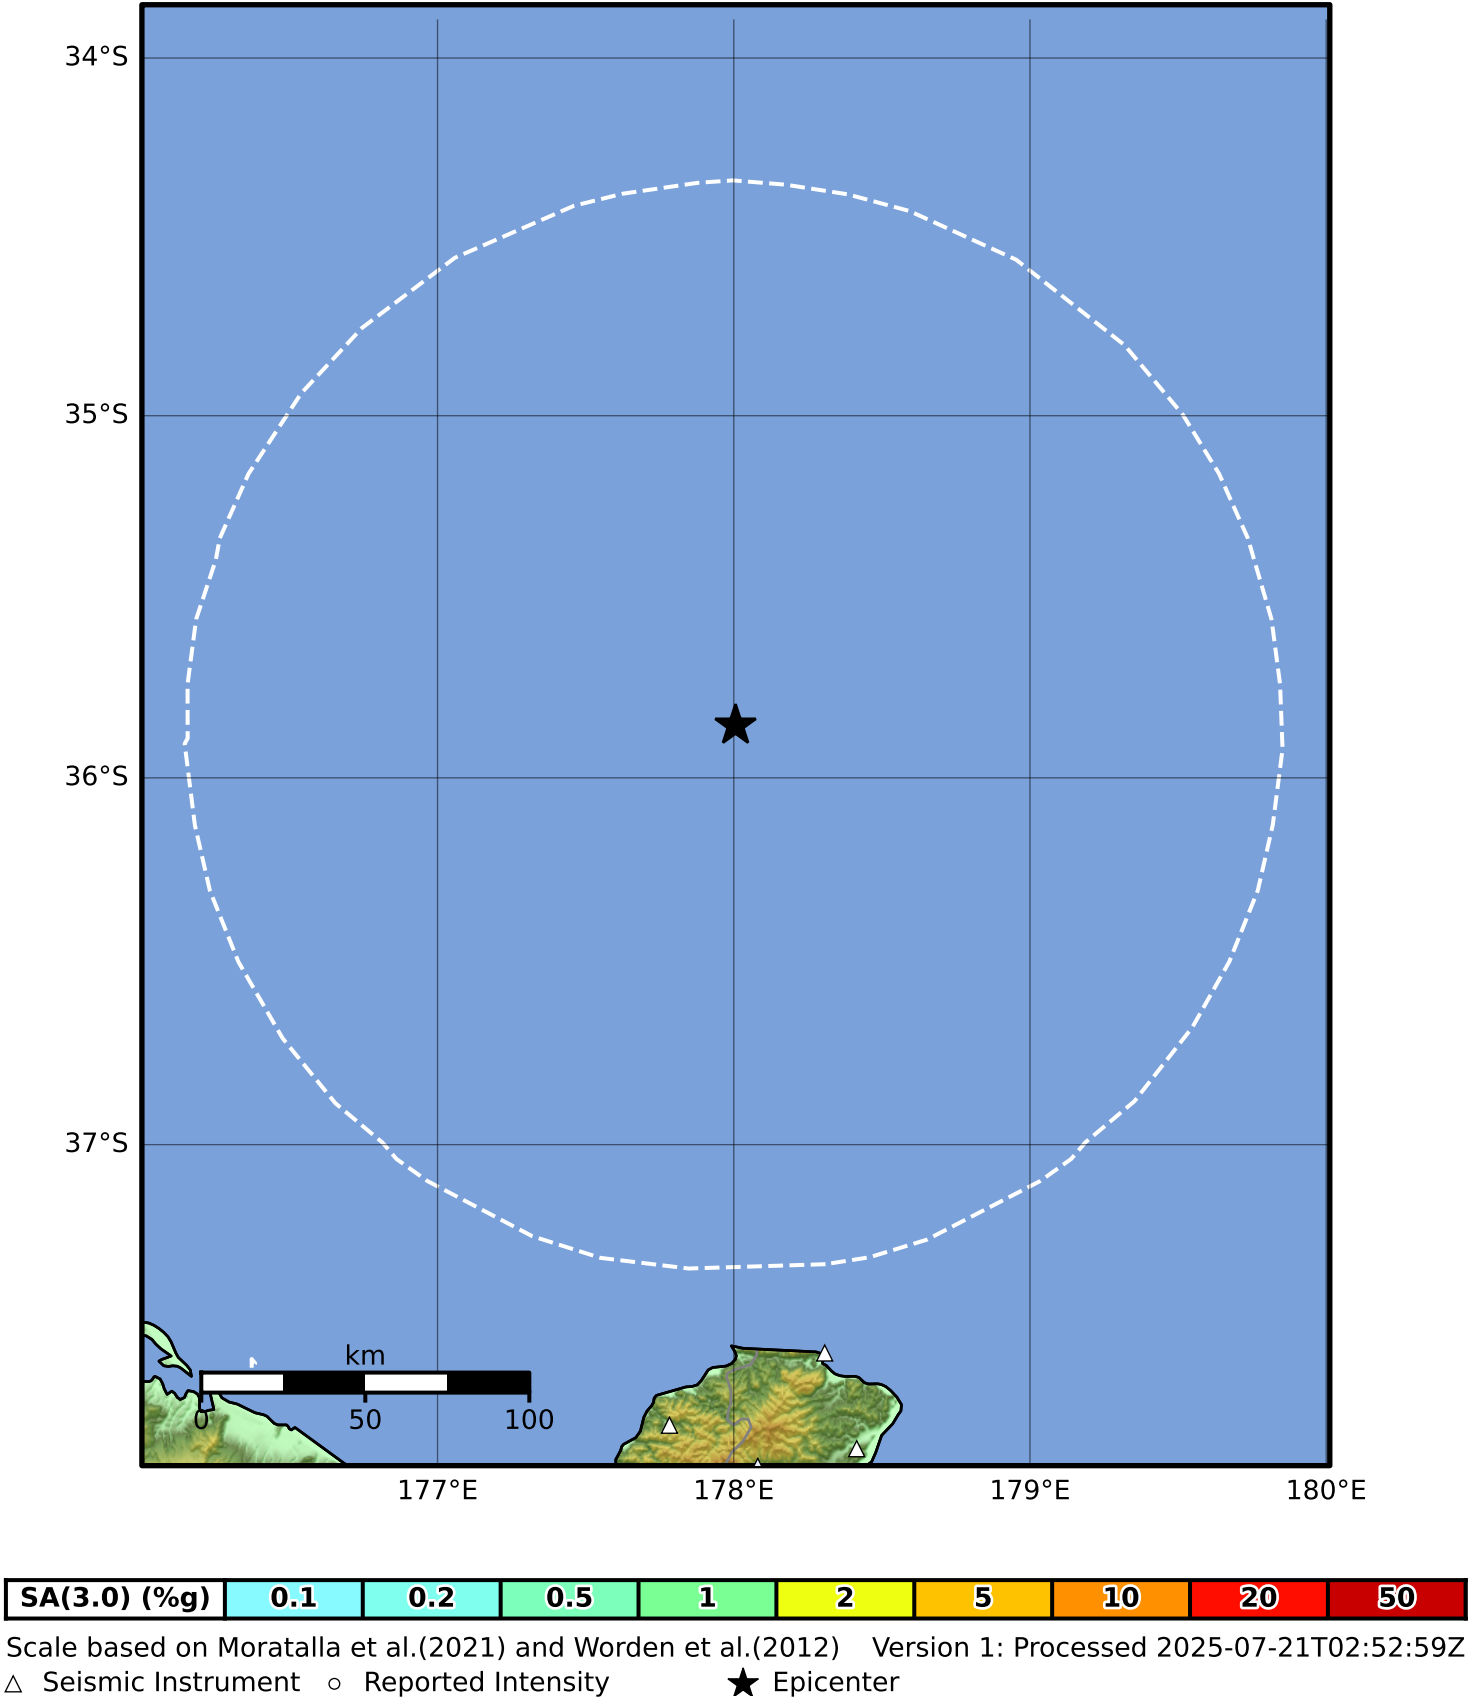 34°S
35°S
36°S
37°S
km
0 50 100
177°E 178°E 179°E 180°E
SA(3.0) (%g) 0.1 0.2 0.5 1 2 5 10 20 50
Scale based on Moratalla et al.(2021) and Worden et al.(2012) Version 1: Processed 2025-07-21T02:52:59Z
Seismic Instrument Reported Intensity Epicenter